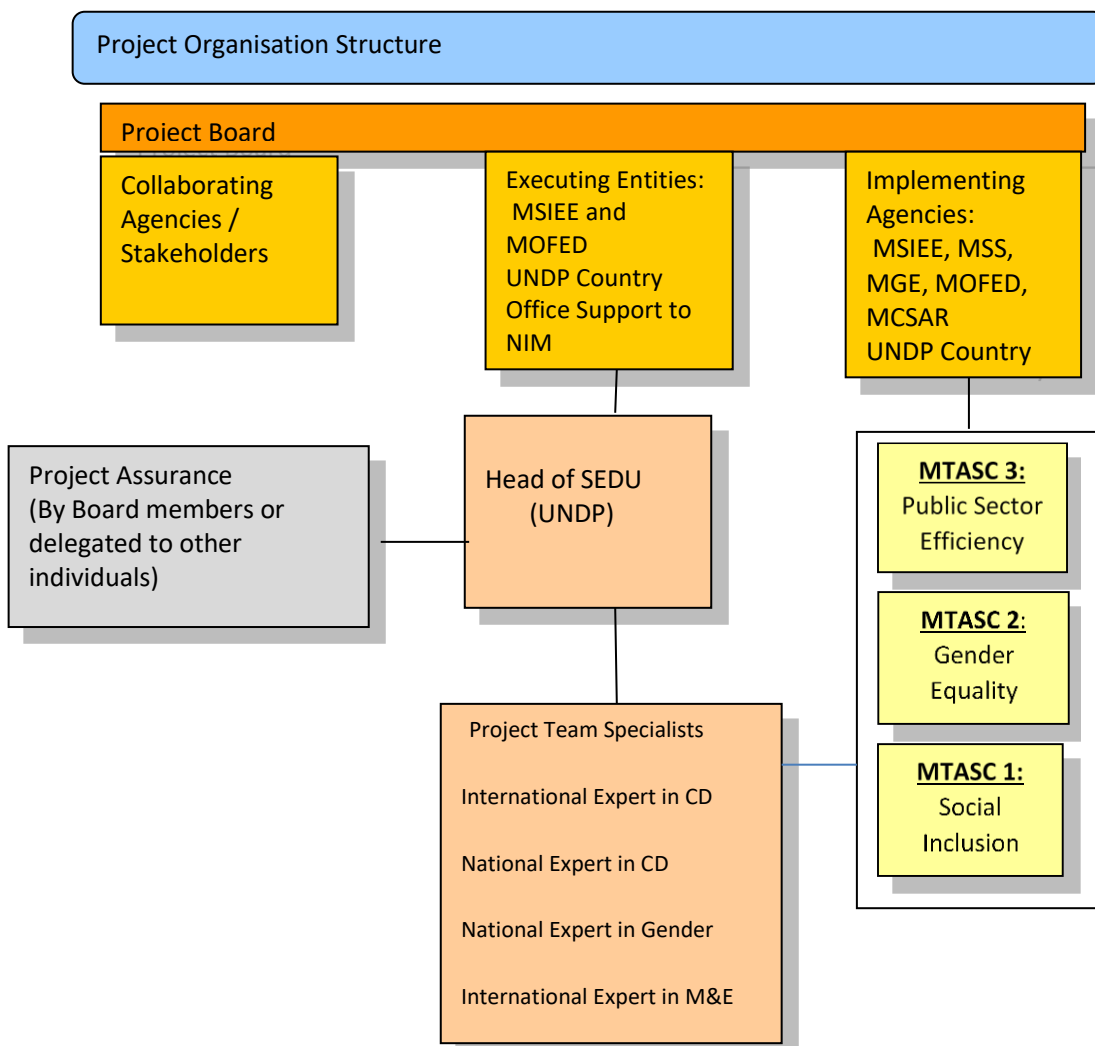 Project Organisation Structure
Project Board
Collaborating
Agencies /
Stakeholders
Executing Entities:
MSIEE and
MOFED
UNDP Country
Office Support to
NIM
Implementing
Agencies:
MSIEE, MSS,
MGE, MOFED,
MCSAR
UNDP Country
Project Assurance
(By Board members or
delegated to other
individuals)
Head of SEDU
(UNDP)
MTASC 3:
Public Sector
Efficiency
MTASC 2:
Gender
Equality
MTASC 1:
Social
Inclusion
Project Team Specialists
International Expert in CD
National Expert in CD
National Expert in Gender
International Expert in M&E